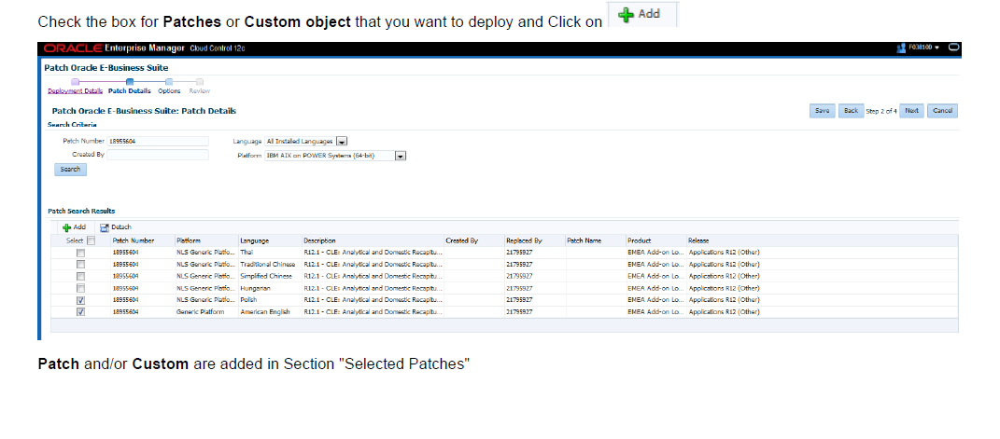 Check the box for Patches or Custom object that you want to deploy and Click on Add
ORACLE Enterprise Manager Cloud Control 12c F038100
Patch Oracle E-Business Suite
Deployment Details Patch Details Options Review
Patch Oracle E-Business Suite: Patch Details Save Back Step 2 of 4 Next Cancel
Search Criteria
Patch Number 18955604 Language All Installed Languages
Created By Platform IBM AIX on POWER Systems (64-bit)
Search
Patch Search Results
Add Detach
Select Patch Number Platform Language Description Created By Replaced By Patch Name Product Release
18955604 NLS Generic Platfo... Thai R12.1 - CLE: Analytical and Domestic Recapitu... 21795927 EMEA Add-on Lo... Applications R12 (Other)
18955604 NLS Generic Platfo... Traditional Chinese R12.1 - CLE: Analytical and Domestic Recapitu... 21795927 EMEA Add-on Lo... Applications R12 (Other)
18955604 NLS Generic Platfo... Simplified Chinese R12.1 - CLE: Analytical and Domestic Recapitu... 21795927 EMEA Add-on Lo... Applications R12 (Other)
18955604 NLS Generic Platfo... Hungarian R12.1 - CLE: Analytical and Domestic Recapitu... 21795927 EMEA Add-on Lo... Applications R12 (Other)
18955604 NLS Generic Platfo... Polish R12.1 - CLE: Analytical and Domestic Recapitu... 21795927 EMEA Add-on Lo... Applications R12 (Other)
18955604 Generic Platform American English R12.1 - CLE: Analytical and Domestic Recapitu... 21795927 EMEA Add-on Lo... Applications R12 (Other)
Patch and/or Custom are added in Section "Selected Patches"